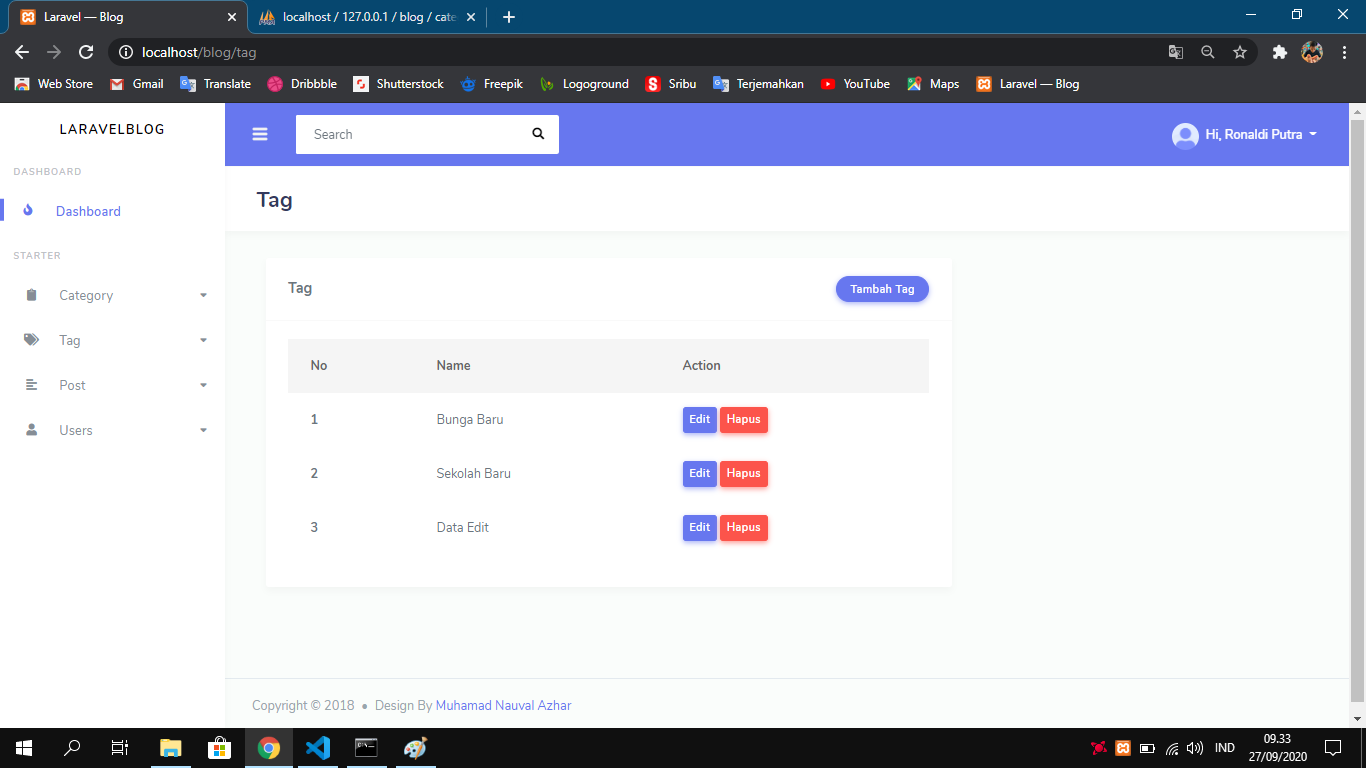 Laravel — Blog
localhost / 127.0.0.1 / blog / cate
localhost/blog/tag
Web Store
Gmail
Translate
Dribbble
Shutterstock
Freepik
Logoground
Sribu
Terjemahkan
YouTube
Maps
Laravel — Blog
LARAVELBLOG
Search
Hi, Ronaldi Putra
DASHBOARD
Dashboard
STARTER
Category
Tag
Post
Users
Tag
Tag
Tambah Tag
No Name Action
1 Bunga Baru Edit Hapus
2 Sekolah Baru Edit Hapus
3 Data Edit Edit Hapus
Copyright © 2018 • Design By Muhamad Nauval Azhar
IND
09.33
27/09/2020